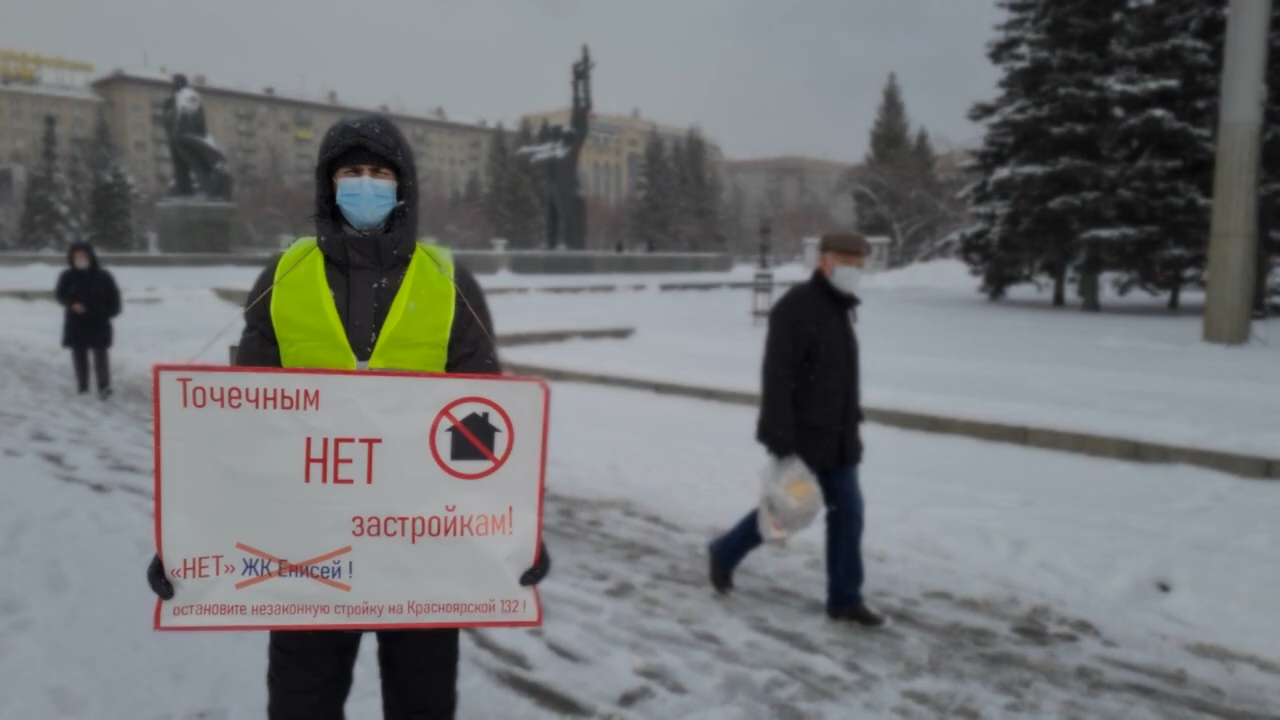 Точечным
НЕТ
застройкам!
«НЕТ» ЖК Енисей !
остановите незаконную стройку на Красноярской 132 !